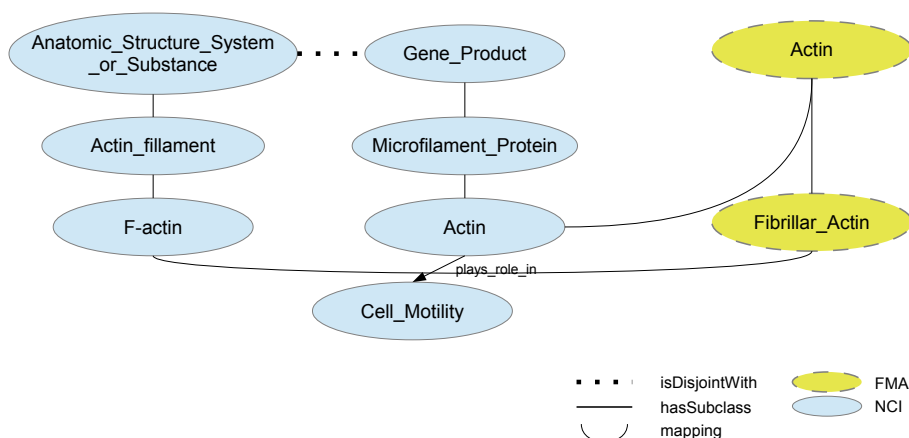 Anatomic_Structure_System
_or_Substance
Gene_Product
Actin
Actin_fillament
Microfilament_Protein
F-actin
Actin
Fibrillar_Actin
plays_role_in
Cell_Motility
isDisjointWith
FMA
hasSubclass
NCI
mapping